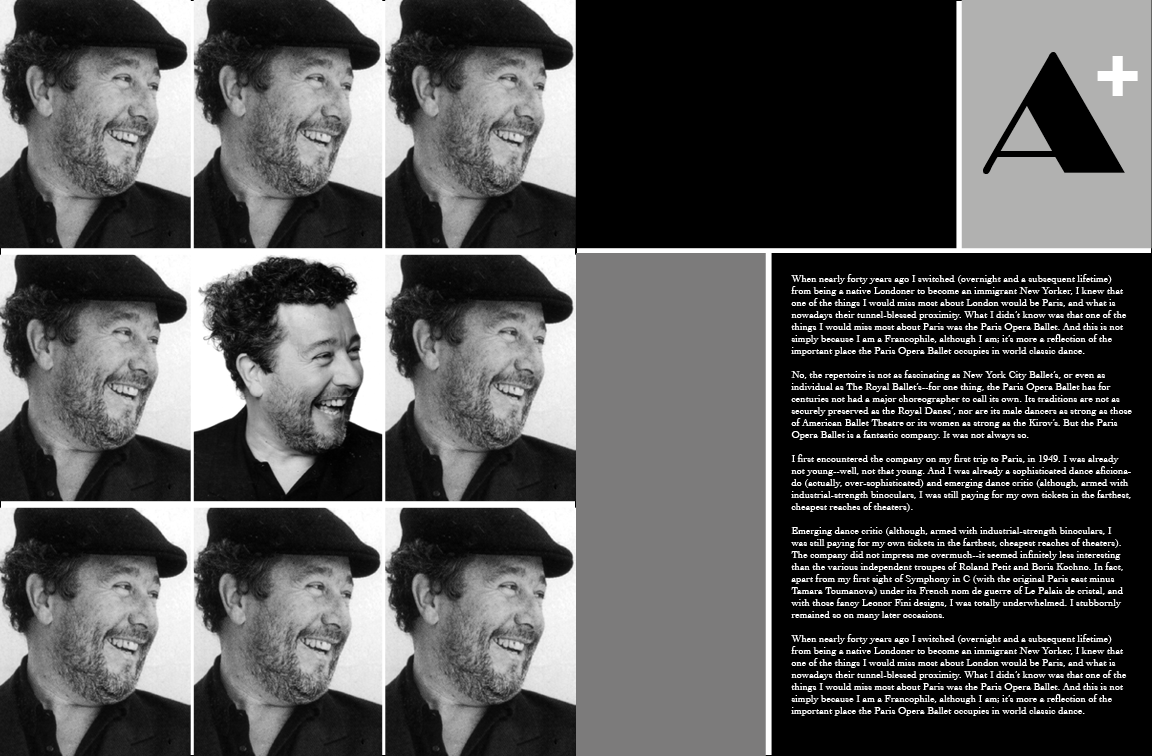 A+
When nearly forty years ago I switched (overnight and a subsequent lifetime)
from being a native Londoner to become an immigrant New Yorker, I knew that
one of the things I would miss most about London would be Paris, and what is
nowadays their tunnel-blessed proximity. What I didn't know was that one of the
things I would miss most about Paris was the Paris Opera Ballet. And this is not
simply because I am a Francophile, although I am; it's more a reflection of the
important place the Paris Opera Ballet occupies in world classic dance.
No, the repertoire is not as fascinating as New York City Ballet's, or even as
individual as The Royal Ballet's--for one thing, the Paris Opera Ballet has for
centuries not had a major choreographer to call its own. Its traditions are not as
securely preserved as the Royal Danes', nor are its male dancers as strong as those
of American Ballet Theatre or its women as strong as the Kirov's. But the Paris
Opera Ballet is a fantastic company. It was not always so.
I first encountered the company on my first trip to Paris, in 1949. I was already
not young--well, not that young. And I was already a sophisticated dance aficiona-
do (actually, over-sophisticated) and emerging dance critic (although, armed with
industrial-strength binoculars, I was still paying for my own tickets in the farthest,
cheapest reaches of theaters).
Emerging dance critic (although, armed with industrial-strength binoculars, I
was still paying for my own tickets in the farthest, cheapest reaches of theaters).
The company did not impress me overmuch--it seemed infinitely less interesting
than the various independent troupes of Roland Petit and Boris Kochno. In fact,
apart from my first sight of Symphony in C (with the original Paris cast minus
Tamara Toumanova) under its French nom de guerre of Le Palais de cristal, and
with those fancy Leonor Fini designs, I was totally underwhelmed. I stubbornly
remained so on many later occasions.
When nearly forty years ago I switched (overnight and a subsequent lifetime)
from being a native Londoner to become an immigrant New Yorker, I knew that
one of the things I would miss most about London would be Paris, and what is
nowadays their tunnel-blessed proximity. What I didn't know was that one of the
things I would miss most about Paris was the Paris Opera Ballet. And this is not
simply because I am a Francophile, although I am; it's more a reflection of the
important place the Paris Opera Ballet occupies in world classic dance.